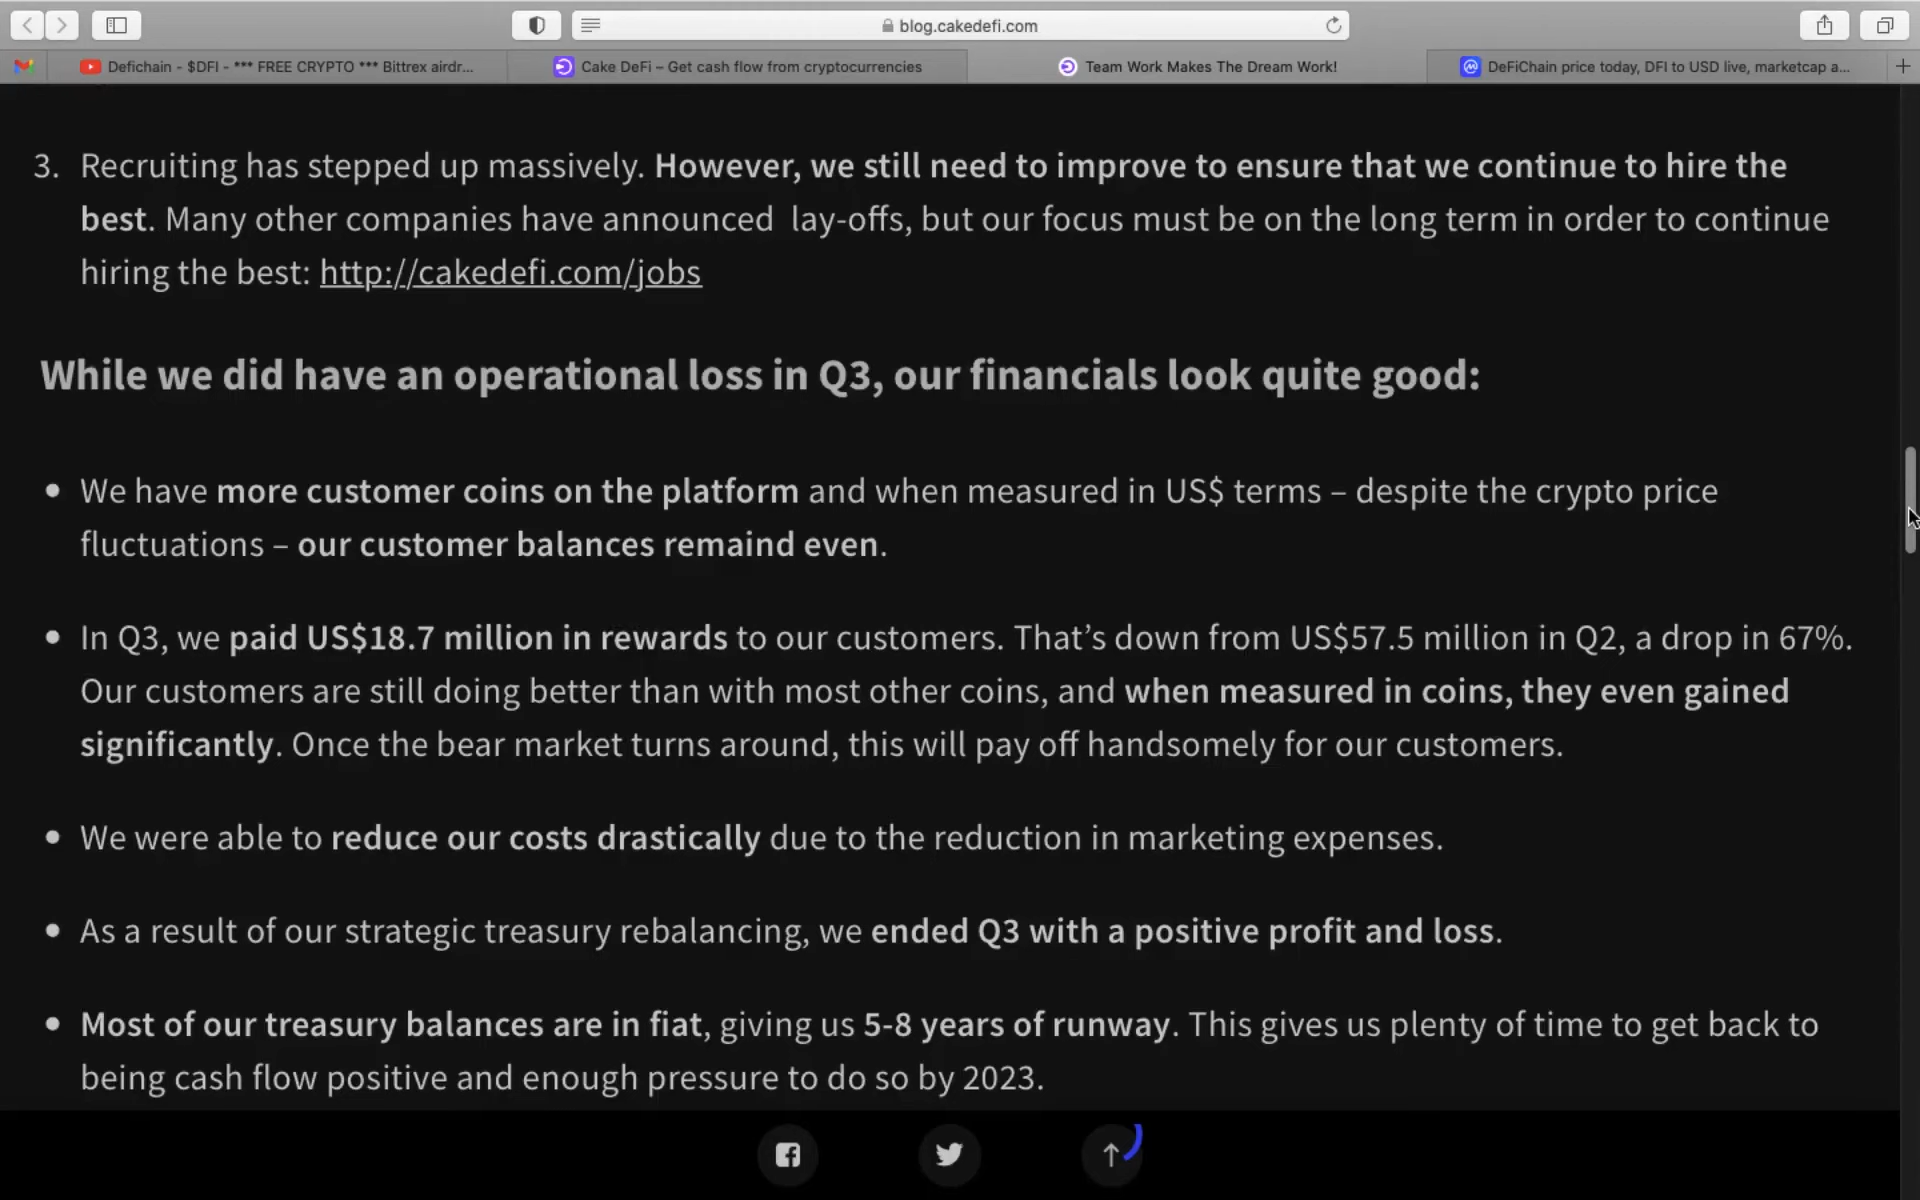 blog.cakedefi.com
Defichain - $DFI - *** FREE CRYPTO *** Bittrex airdr...
Cake DeFi – Get cash flow from cryptocurrencies
Team Work Makes The Dream Work!
DeFiChain price today, DFI to USD live, marketcap a...
3. Recruiting has stepped up massively. However, we still need to improve to ensure that we continue to hire the
best. Many other companies have announced  lay-offs, but our focus must be on the long term in order to continue
hiring the best: http://cakedefi.com/jobs
While we did have an operational loss in Q3, our financials look quite good:
• We have more customer coins on the platform and when measured in US$ terms – despite the crypto price
fluctuations – our customer balances remaind even.
• In Q3, we paid US$18.7 million in rewards to our customers. That’s down from US$57.5 million in Q2, a drop in 67%.
Our customers are still doing better than with most other coins, and when measured in coins, they even gained
significantly. Once the bear market turns around, this will pay off handsomely for our customers.
• We were able to reduce our costs drastically due to the reduction in marketing expenses.
• As a result of our strategic treasury rebalancing, we ended Q3 with a positive profit and loss.
• Most of our treasury balances are in fiat, giving us 5-8 years of runway. This gives us plenty of time to get back to
being cash flow positive and enough pressure to do so by 2023.